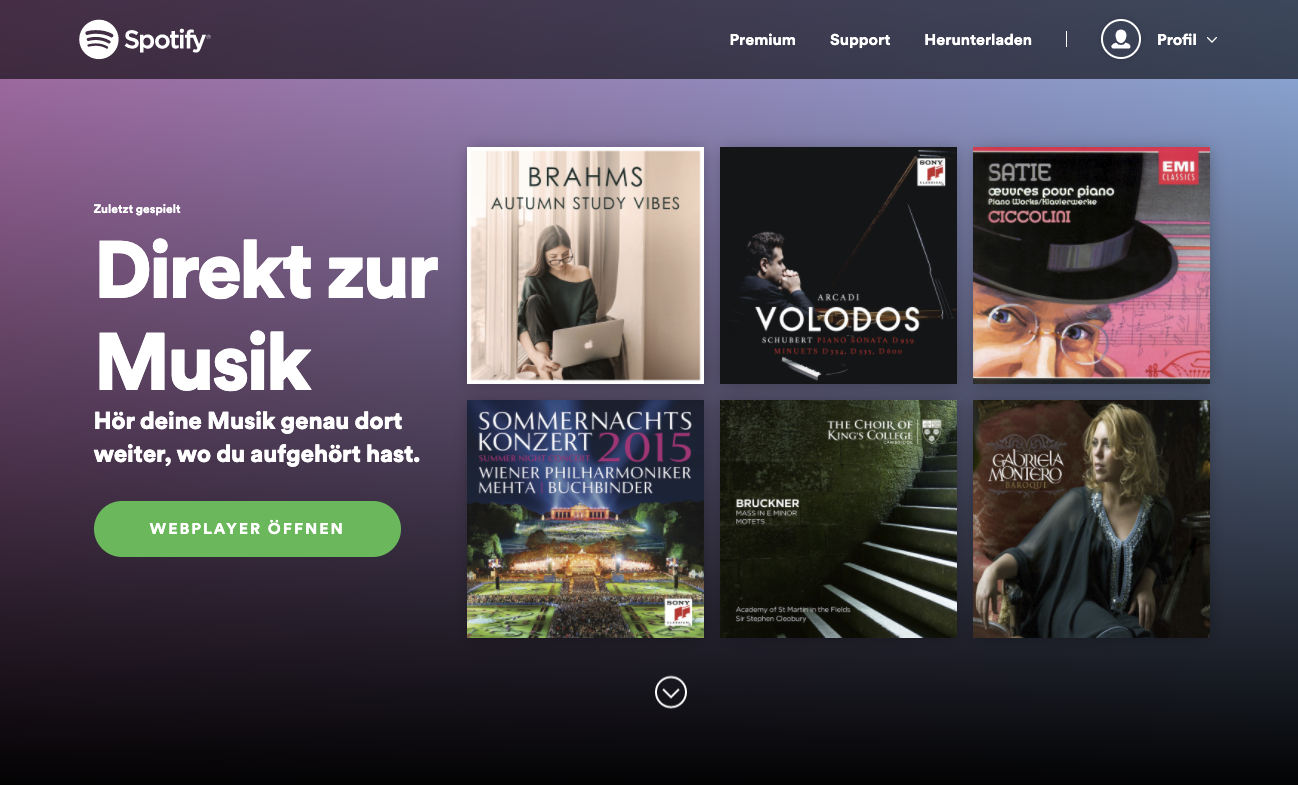 Spotify
Premium
Support
Herunterladen
Profil
Zuletzt gespielt
Direkt zur
Musik
Hör deine Musik genau dort
weiter, wo du aufgehört hast.
WEBPLAYER ÖFFNEN
BRAHMS
AUTUMN STUDY VIBES
SONY
CLASSICAL
ARCADI
VOLODOS
SCHUBERT PIANO SONATA D 959
MINUETS D 334, D 335, D 600
EMI
CLASSICS
SATIE
œuvres pour piano
Piano Works/Klavierwerke
CICCOLINI
SOMMERNACHTS
KONZERT 2015
SUMMER NIGHT CONCERT
WIENER PHILHARMONIKER
MEHTA | BUCHBINDER
SONY
CLASSICAL
THE CHOIR OF
KING'S COLLEGE
CAMBRIDGE
BRUCKNER
MASS IN E MINOR
MOTETS
Academy of St Martin in the Fields
Sir Stephen Cleobury
GABRIELA
MONTERO
BAROQUE